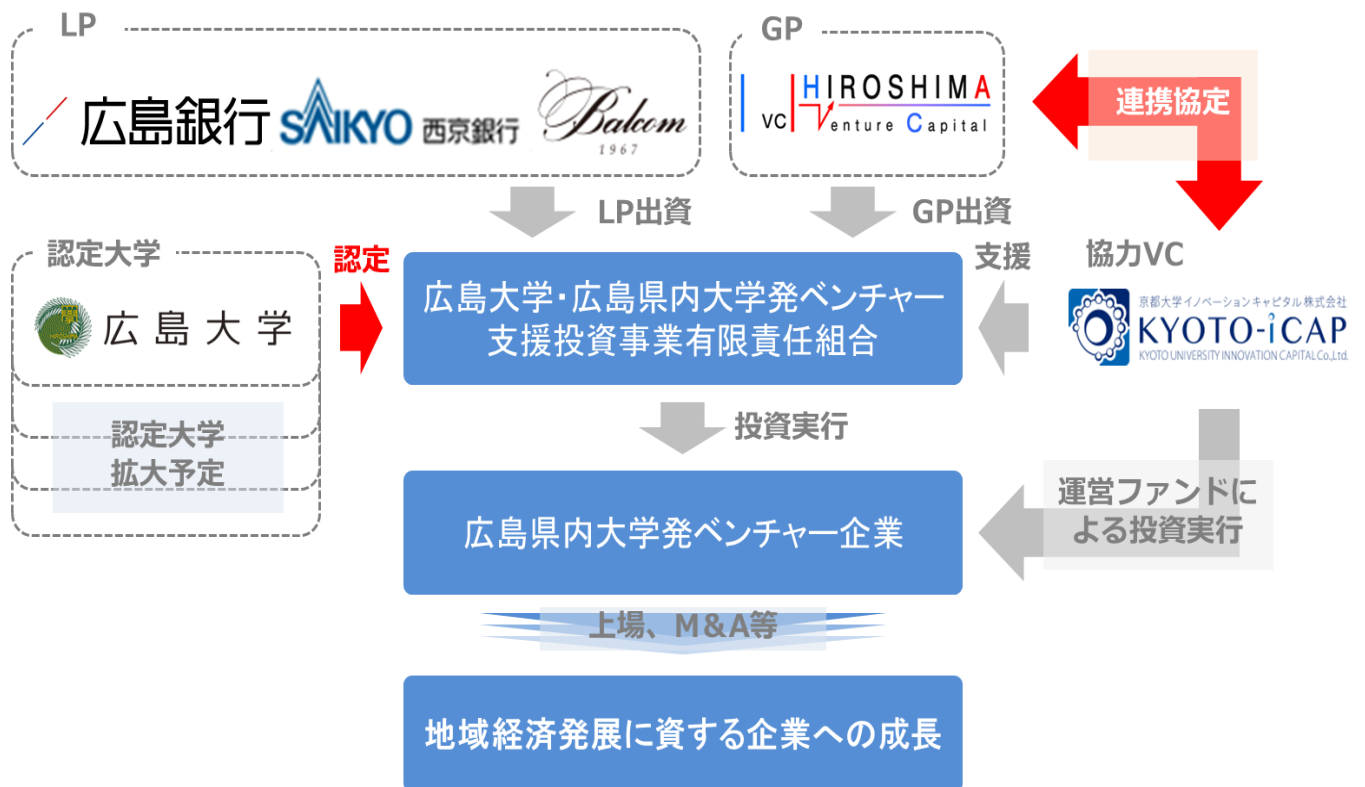 LP
GP
広島銀行
SAIKYO 西京銀行
Balcom
1967
VC HIROSHIMA
Venture Capital
連携協定
LP出資
GP出資
認定大学
広島大学
認定
広島大学・広島県内大学発ベンチャー
支援投資事業有限責任組合
支援
協力VC
京都大学イノベーションキャピタル株式会社
KYOTO-iCAP
KYOTO UNIVERSITY INNOVATION CAPITAL Co.,Ltd.
認定大学
拡大予定
投資実行
広島県内大学発ベンチャー企業
運営ファンドに
よる投資実行
上場、M&A等
地域経済発展に資する企業への成長